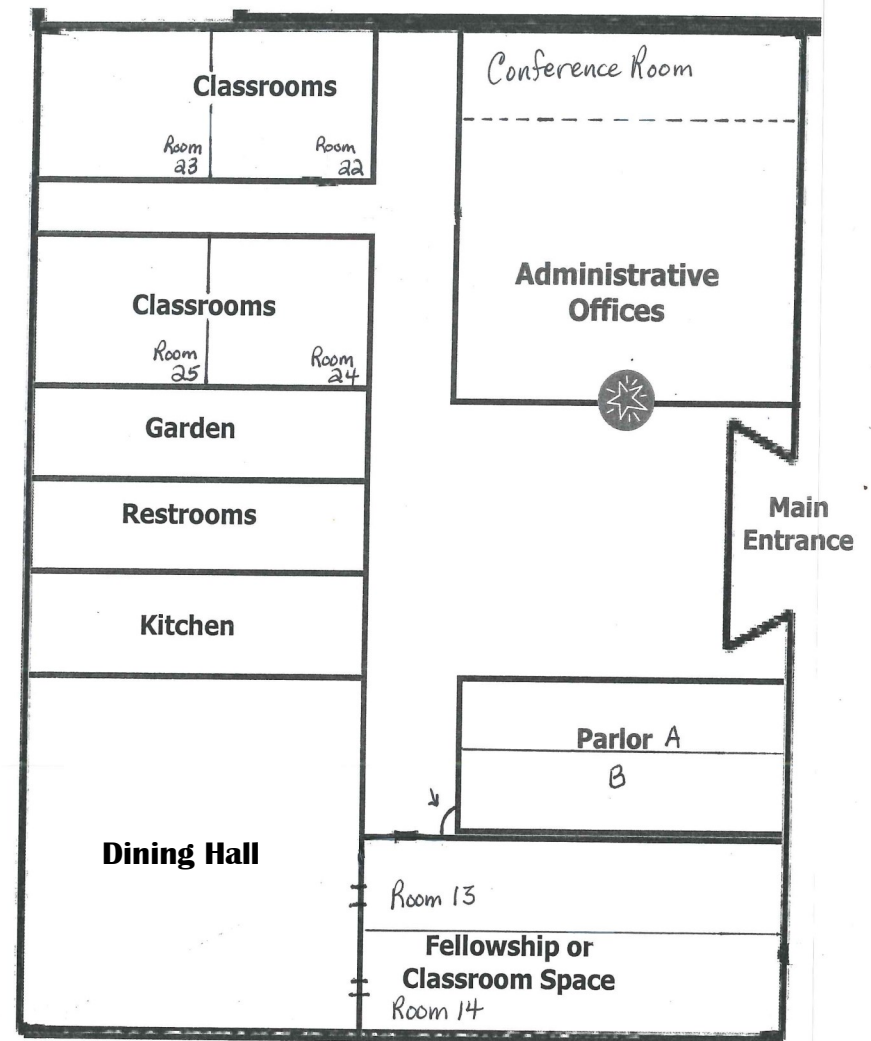 Conference Room
Classrooms
Room
23
Room
22
Administrative
Offices
Classrooms
Room
25
Room
24
Garden
Restrooms
Main
Entrance
Kitchen
Parlor A
B
Dining Hall
Room 13
Fellowship or
Classroom Space
Room 14